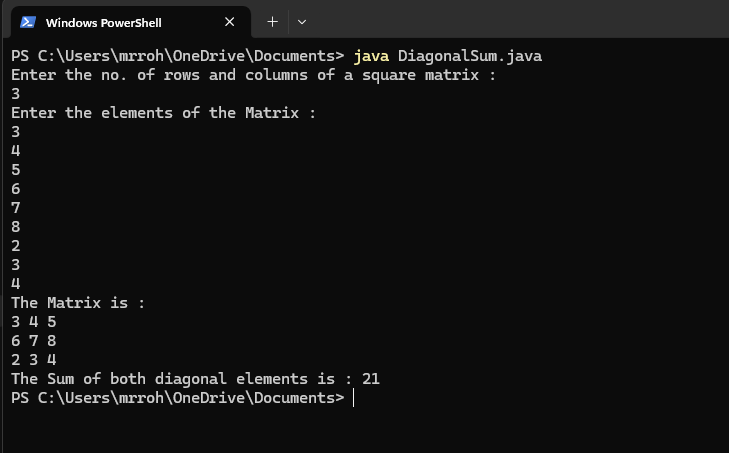 Windows PowerShell
PS C:\Users\mrroh\OneDrive\Documents> java DiagonalSum.java
Enter the no. of rows and columns of a square matrix :
3
Enter the elements of the Matrix :
3
4
5
6
7
8
2
3
4
The Matrix is :
3 4 5
6 7 8
2 3 4
The Sum of both diagonal elements is : 21
PS C:\Users\mrroh\OneDrive\Documents>